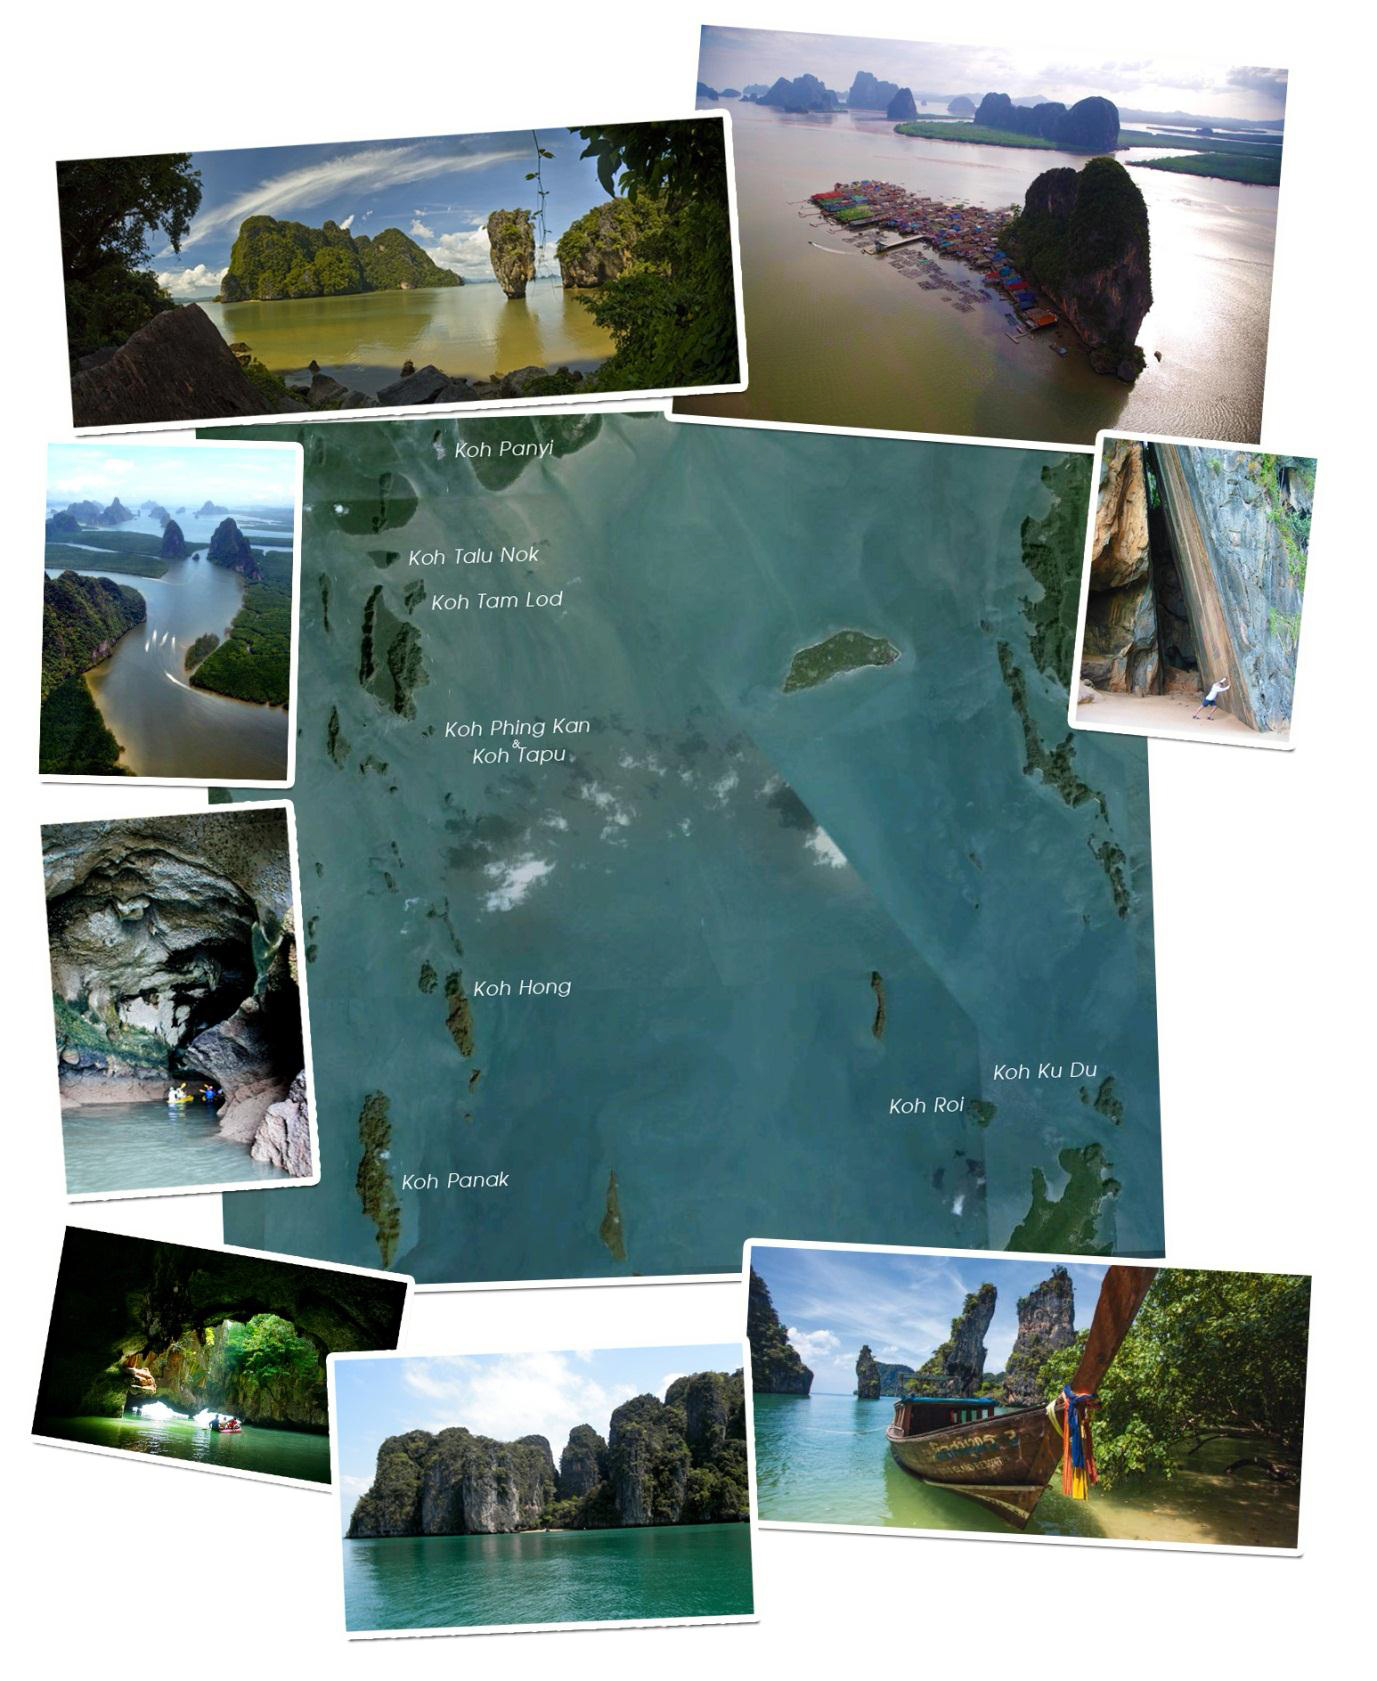 Koh Panyi
Koh Talu Nok
Koh Tam Lod
Koh Phing Kan
&
Koh Tapu
Koh Hong
Koh Ku Du
Koh Roi
Koh Panak